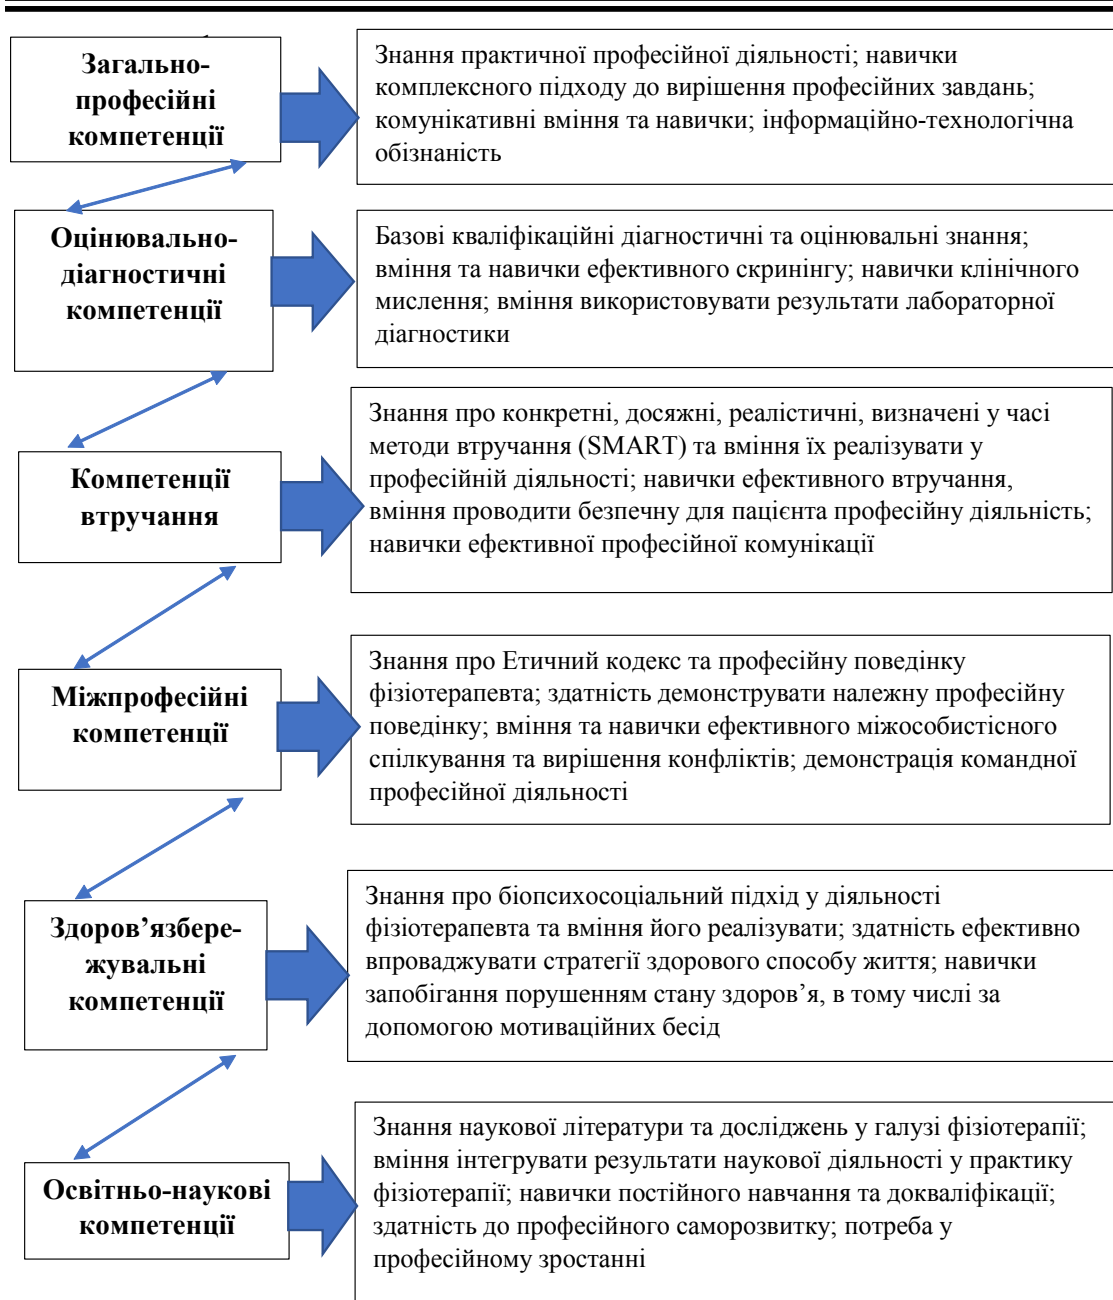 Загально-
професійні
компетенції
Знання практичної професійної діяльності; навички
комплексного підходу до вирішення професійних завдань;
комунікативні вміння та навички; інформаційно-технологічна
обізнаність
Оцінювально-
діагностичні
компетенції
Базові кваліфікаційні діагностичні та оцінювальні знання;
вміння та навички ефективного скринінгу; навички клінічного
мислення; вміння використовувати результати лабораторної
діагностики
Компетенції
втручання
Знання про конкретні, досяжні, реалістичні, визначені у часі
методи втручання (SMART) та вміння їх реалізувати у
професійній діяльності; навички ефективного втручання,
вміння проводити безпечну для пацієнта професійну діяльність;
навички ефективної професійної комунікації
Міжпрофесійні
компетенції
Знання про Етичний кодекс та професійну поведінку
фізіотерапевта; здатність демонструвати належну професійну
поведінку; вміння та навички ефективного міжособистісного
спілкування та вирішення конфліктів; демонстрація командної
професійної діяльності
Здоров’язбере-
жувальні
компетенції
Знання про біопсихосоціальний підхід у діяльності
фізіотерапевта та вміння його реалізувати; здатність ефективно
впроваджувати стратегії здорового способу життя; навички
запобігання порушенням стану здоров’я, в тому числі за
допомогою мотиваційних бесід
Освітньо-наукові
компетенції
Знання наукової літератури та досліджень у галузі фізіотерапії;
вміння інтегрувати результати наукової діяльності у практику
фізіотерапії; навички постійного навчання та докваліфікації;
здатність до професійного саморозвитку; потреба у
професійному зростанні